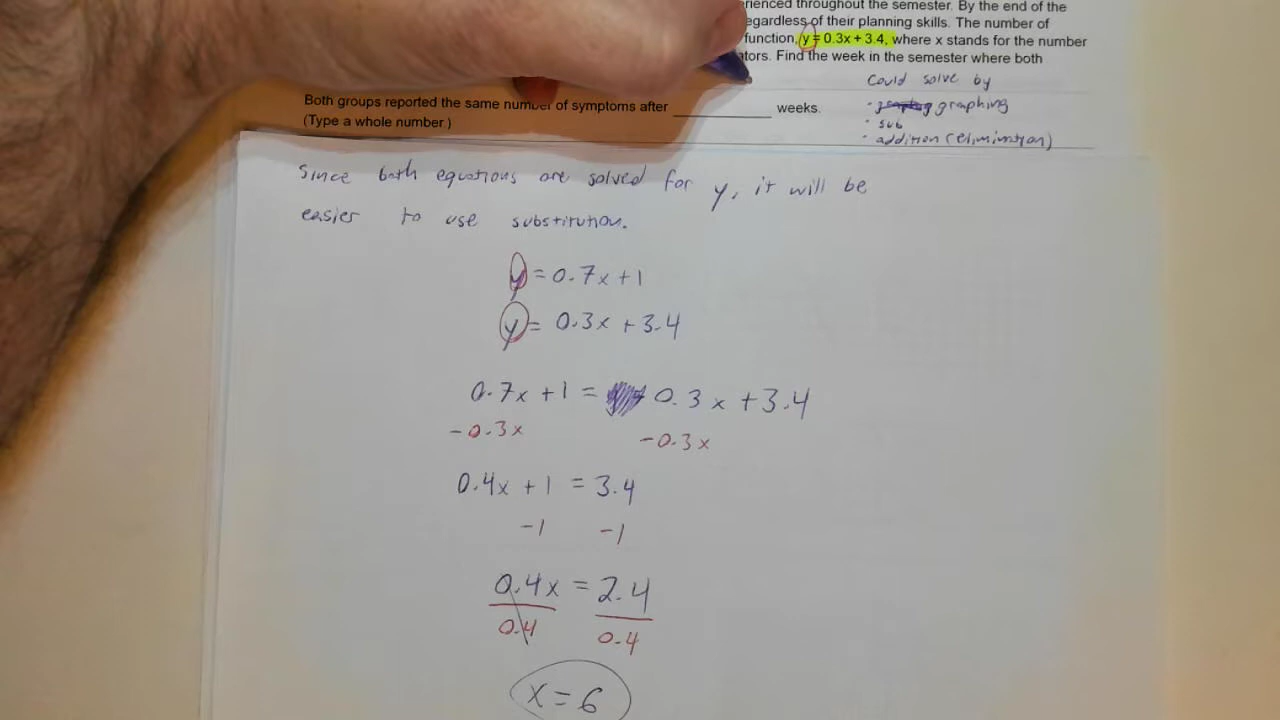 rienced throughout the semester. By the end of the
egardless of their planning skills. The number of
function, y = 0.3x + 3.4, where x stands for the number
ators. Find the week in the semester where both
Could solve by
Both groups reported the same number of symptoms after ____________ weeks.
(Type a whole number.)
· graphing
· sub
· addition (elimination)
Since both equations are solved for y, it will be
easier to use substitution.
y = 0.7x + 1
y = 0.3x + 3.4
0.7x + 1 = 0.3x + 3.4
-0.3x -0.3x
0.4x + 1 = 3.4
-1 -1
0.4x = 2.4
0.4 0.4
x = 6